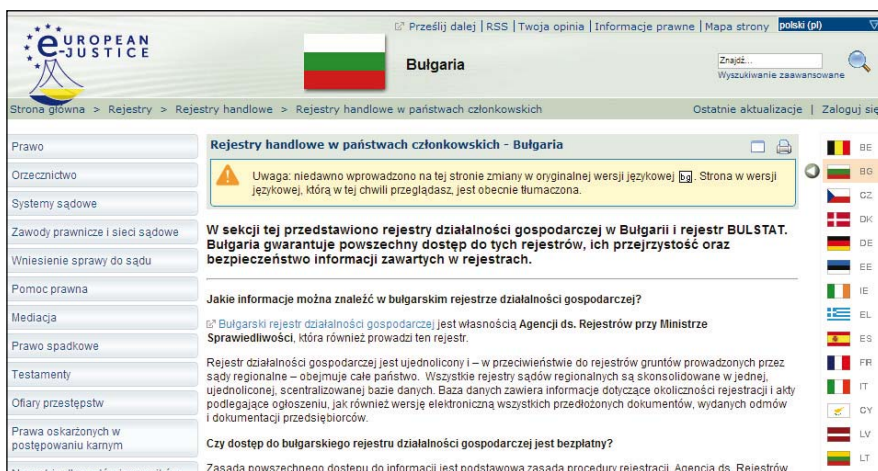 EUROPEAN
E-JUSTICE
Prześlij dalej | RSS | Twoja opinia | Informacje prawne | Mapa strony
polski (pl)
Bułgaria
Znajdź...
Wyszukiwanie zaawansowane
Strona główna > Rejestry > Rejestry handlowe > Rejestry handlowe w państwach członkowskich
Ostatnie aktualizacje | Zaloguj się
Prawo
Orzecznictwo
Systemy sądowe
Zawody prawnicze i sieci sądowe
Wniesienie sprawy do sądu
Pomoc prawna
Mediacja
Prawo spadkowe
Testamenty
Ofiary przestępstw
Prawa oskarżonych w
postępowaniu karnym
Rejestry handlowe w państwach członkowskich - Bułgaria
Uwaga: niedawno wprowadzono na tej stronie zmiany w oryginalnej wersji językowej bg. Strona w wersji
językowej, którą w tej chwili przeglądasz, jest obecnie tłumaczona.
W sekcji tej przedstawiono rejestry działalności gospodarczej w Bułgarii i rejestr BULSTAT.
Bułgaria gwarantuje powszechny dostęp do tych rejestrów, ich przejrzystość oraz
bezpieczeństwo informacji zawartych w rejestrach.
Jakie informacje można znaleźć w bułgarskim rejestrze działalności gospodarczej?
Bułgarski rejestr działalności gospodarczej jest własnością Agencji ds. Rejestrów przy Ministrze
Sprawiedliwości, która również prowadzi ten rejestr.
Rejestr działalności gospodarczej jest ujednolicony i – w przeciwieństwie do rejestrów gruntów prowadzonych przez
sądy regionalne – obejmuje całe państwo. Wszystkie rejestry sądów regionalnych są skonsolidowane w jednej,
ujednoliconej, scentralizowanej bazie danych. Baza danych zawiera informacje dotyczące okoliczności rejestracji i akty
podlegające ogłoszeniu, jak również wersję elektroniczną wszystkich przedłożonych dokumentów, wydanych odmów
i dokumentacji przedsiębiorców.
Czy dostęp do bułgarskiego rejestru działalności gospodarczej jest bezpłatny?
Zasada powszechnego dostępu do informacji jest podstawową zasadą procedury rejestracji. Agencja ds. Rejestrów
BE
BG
CZ
DK
DE
EE
IE
EL
ES
FR
IT
CY
LV
LT